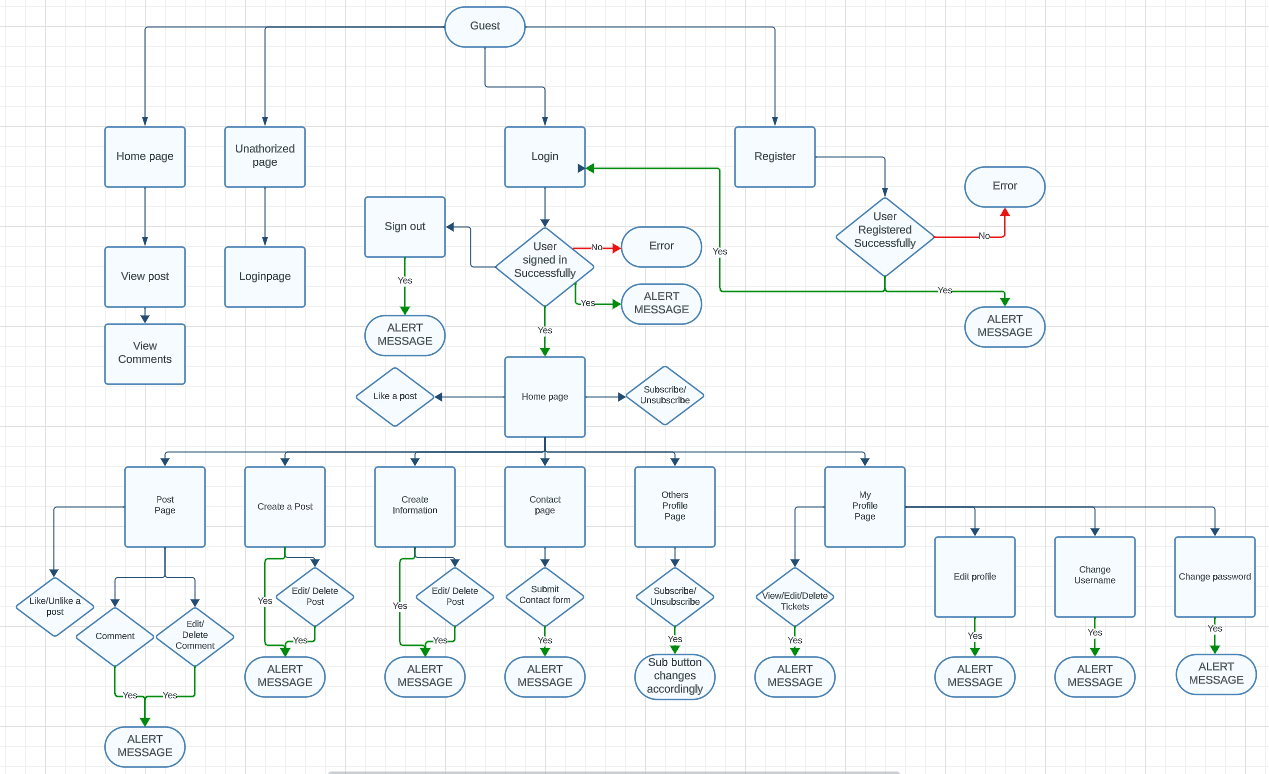 Guest
Home page
Unathorized
page
Login
Register
Error
Sign out
User
Registered
Successfully
No
User
signed in
Successfully
No
Error
Yes
View post
Loginpage
Yes
Yes
ALERT
MESSAGE
Yes
ALERT
MESSAGE
ALERT
MESSAGE
Yes
View
Comments
Like a post
Home page
Subscribe/
Unsubscribe
Post
Page
Create a Post
Create
Information
Contact
page
Others
Profile
Page
My
Profile
Page
Edit profile
Change
Username
Change password
Like/Unlike a
post
Comment
Edit/
Delete
Comment
Yes
Edit/ Delete
Post
Yes
Edit/ Delete
Post
Submit
Contact form
Subscribe/
Unsubscribe
View/Edit/Delete
Tickets
Yes
Yes
Yes
Yes
Yes
Yes
Yes
Yes
ALERT
MESSAGE
ALERT
MESSAGE
ALERT
MESSAGE
Sub button
changes
accordingly
ALERT
MESSAGE
ALERT
MESSAGE
ALERT
MESSAGE
ALERT
MESSAGE
Yes
Yes
ALERT
MESSAGE